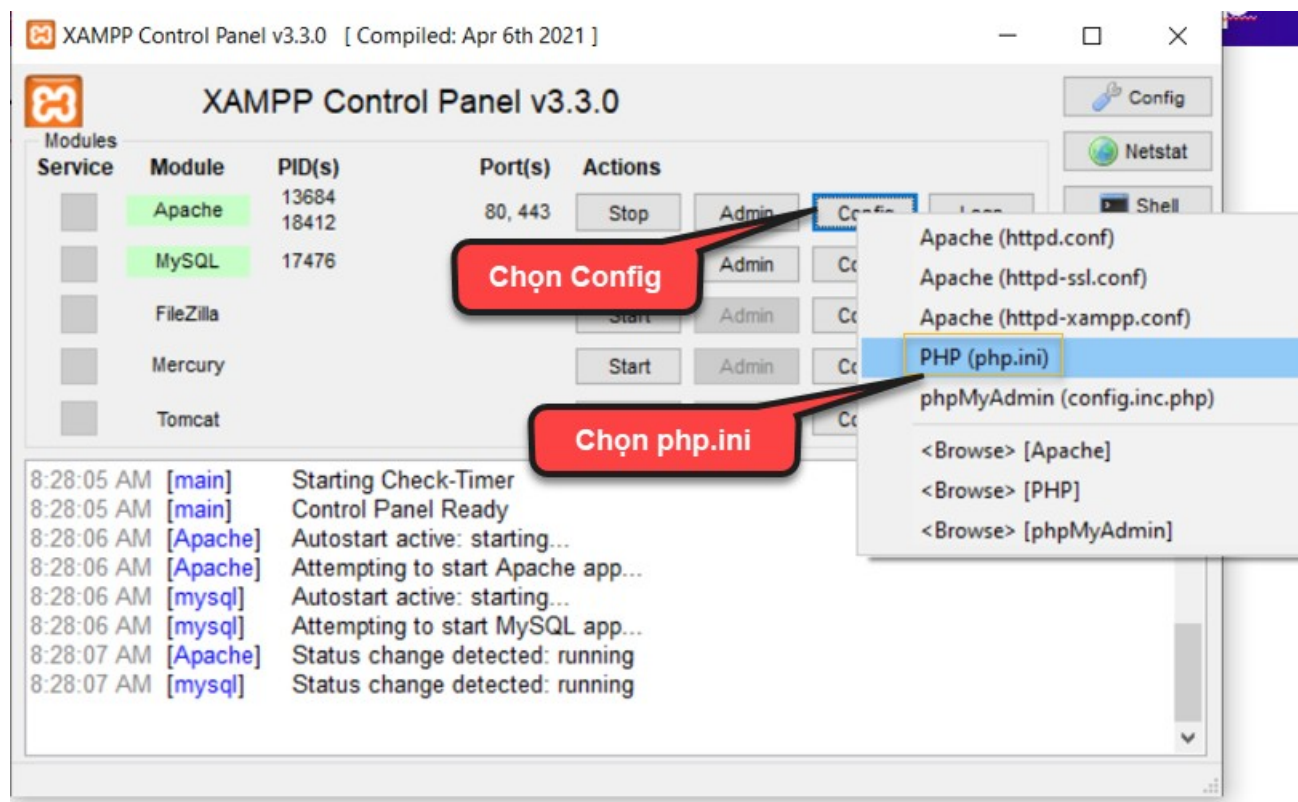 XAMPP Control Panel v3.3.0 [ Compiled: Apr 6th 2021 ]
XAMPP Control Panel v3.3.0
Config
Modules
Service Module PID(s) Port(s) Actions
Netstat
Apache 13684 18412 80, 443 Stop Admin Config Logs
Shell
MySQL 17476 Admin
FileZilla Start Admin
Mercury Start Admin
Tomcat
Chọn Config
Chọn php.ini
Apache (httpd.conf)
Apache (httpd-ssl.conf)
Apache (httpd-xampp.conf)
PHP (php.ini)
phpMyAdmin (config.inc.php)
<Browse> [Apache]
<Browse> [PHP]
<Browse> [phpMyAdmin]
8:28:05 AM [main] Starting Check-Timer
8:28:05 AM [main] Control Panel Ready
8:28:06 AM [Apache] Autostart active: starting...
8:28:06 AM [Apache] Attempting to start Apache app...
8:28:06 AM [mysql] Autostart active: starting...
8:28:06 AM [mysql] Attempting to start MySQL app...
8:28:07 AM [Apache] Status change detected: running
8:28:07 AM [mysql] Status change detected: running